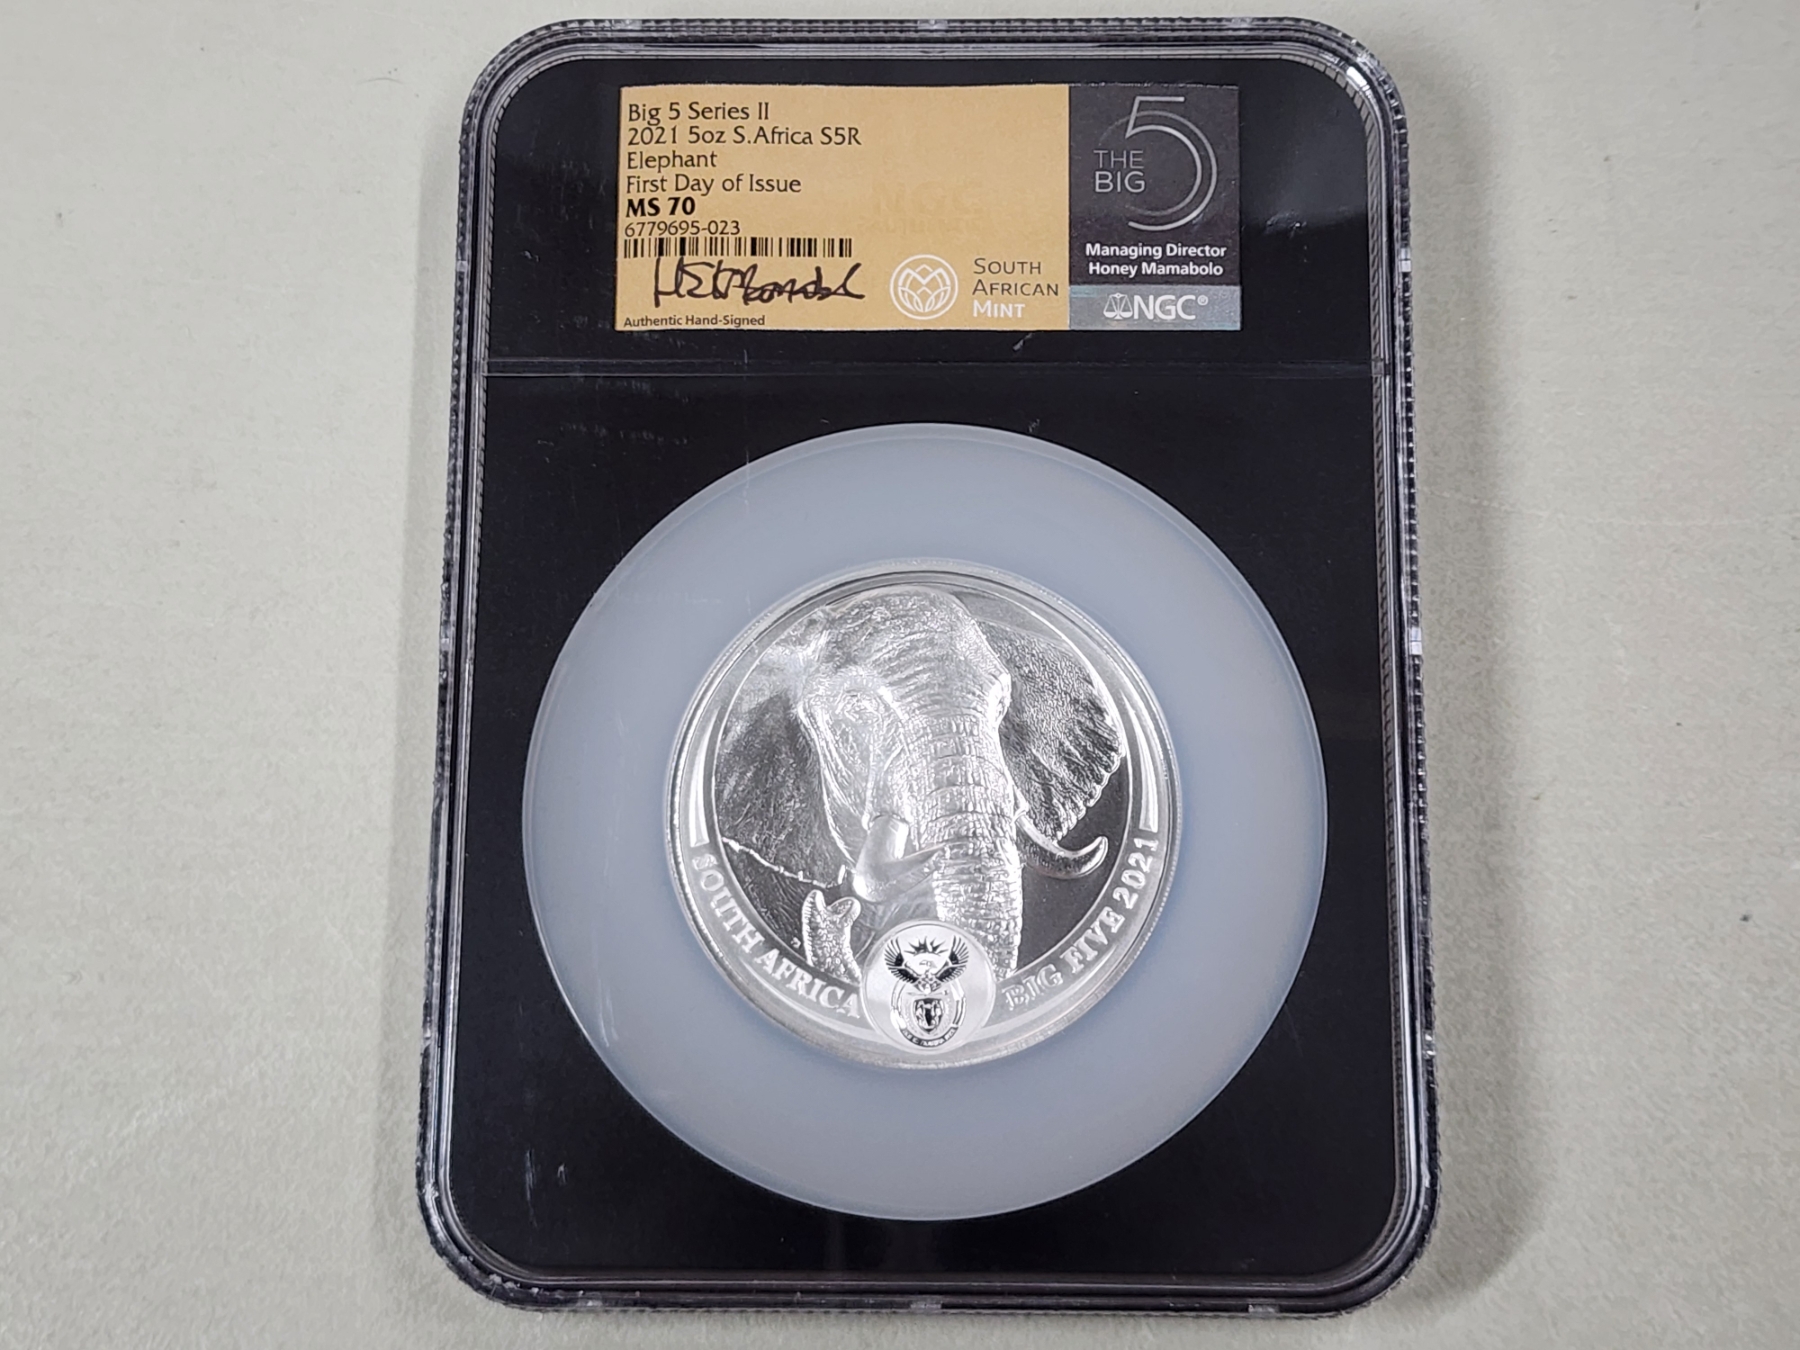 Big 5 Series II
2021 5oz S.Africa S5R
Elephant
First Day of Issue
MS 70
6779695-023
Authentic Hand-Signed
SOUTH
AFRICAN
MINT
5
THE
BIG
Managing Director
Honey Mamabolo
NGC®
SOUTH AFRICA
BIG FIVE 2021